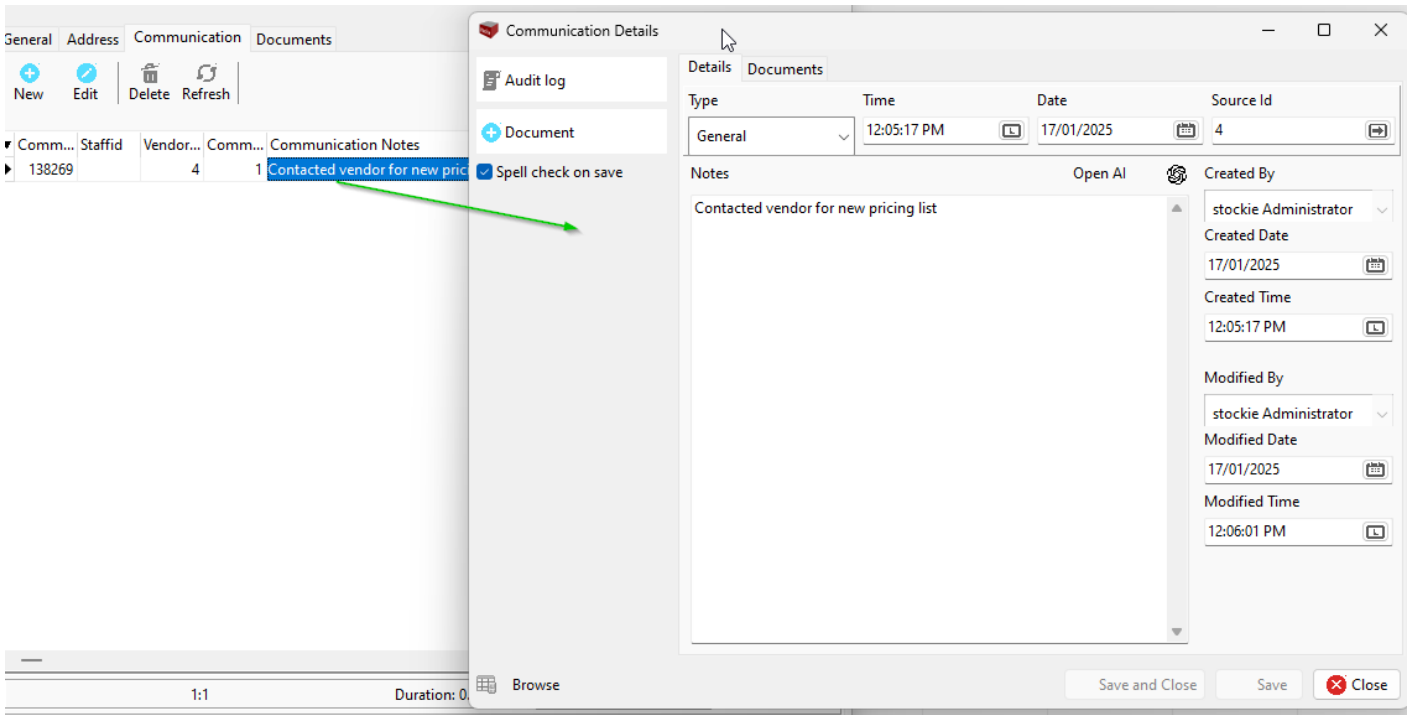 General Address Communication Documents
New Edit Delete Refresh
Comm... Staffid Vendor... Comm... Communication Notes
138269 4 1 Contacted vendor for new prici
1:1 Duration: 0.
Communication Details
Audit log
Document
Spell check on save
Details Documents
Type Time Date Source Id
General 12:05:17 PM 17/01/2025 4
Notes Open AI Created By
Contacted vendor for new pricing list stockie Administrator
Created Date
17/01/2025
Created Time
12:05:17 PM
Modified By
stockie Administrator
Modified Date
17/01/2025
Modified Time
12:06:01 PM
Browse Save and Close Save Close